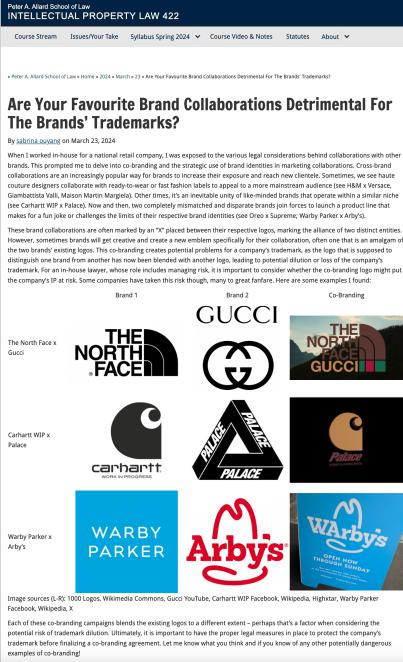 Peter A. Allard School of Law
INTELLECTUAL PROPERTY LAW 422
Course Stream Issues/Your Take Syllabus Spring 2024 Course Video & Notes Statutes About
» Peter A. Allard School of Law » Home » 2024 » March » 23 » Are Your Favourite Brand Collaborations Detrimental For The Brands' Trademarks?
Are Your Favourite Brand Collaborations Detrimental For
The Brands' Trademarks?
By sabrina ouyang on March 23, 2024
When I worked in-house for a national retail company, I was exposed to the various legal considerations behind collaborations with other
brands. This prompted me to delve into co-branding and the strategic use of brand identities in marketing collaborations. Cross-brand
collaborations are an increasingly popular way for brands to increase their exposure and reach new clientele. Sometimes, we see haute
couture designers collaborate with ready-to-wear or fast fashion labels to appeal to a more mainstream audience (see H&M x Versace,
Giambattista Valli, Maison Martin Margiela). Other times, it's an inevitable unity of like-minded brands that operate within a similar niche
(see Carhartt WIP x Palace). Now and then, two completely mismatched and disparate brands join forces to launch a product line that
makes for a fun joke or challenges the limits of their respective brand identities (see Oreo x Supreme; Warby Parker x Arby's).
These brand collaborations are often marked by an "X" placed between their respective logos, marking the alliance of two distinct entities.
However, sometimes brands will get creative and create a new emblem specifically for their collaboration, often one that is an amalgam of
the two brands' existing logos. This co-branding creates potential problems for a company's trademark, as the logo that is supposed to
distinguish one brand from another has now been blended with another logo, leading to potential dilution or loss of the company's
trademark. For an in-house lawyer, whose role includes managing risk, it is important to consider whether the co-branding logo might put
the company's IP at risk. Some companies have taken this risk though, to great fanfare. Here are some examples I found:
Brand 1 Brand 2 Co-Branding
The North Face x
Gucci
THE
NORTH
FACE
®
GUCCI
THE
NORTH
FACE
GUCCI
Carhartt WIP x
Palace
carhartt
WORK IN PROGRESS
PALACE
PALACE
PALACE
Palace
Warby Parker x
Arby's
WARBY
PARKER
Arby's®
WArby's
OPEN NOW
THROUGH SUNDAY
Image sources (L-R): 1000 Logos, Wikimedia Commons, Gucci YouTube, Carhartt WIP Facebook, Wikipedia, Highxtar, Warby Parker
Facebook, Wikipedia, X
Each of these co-branding campaigns blends the existing logos to a different extent – perhaps that's a factor when considering the
potential risk of trademark dilution. Ultimately, it is important to have the proper legal measures in place to protect the company's
trademark before finalizing a co-branding agreement. Let me know what you think and if you know of any other potentially dangerous
examples of co-branding!